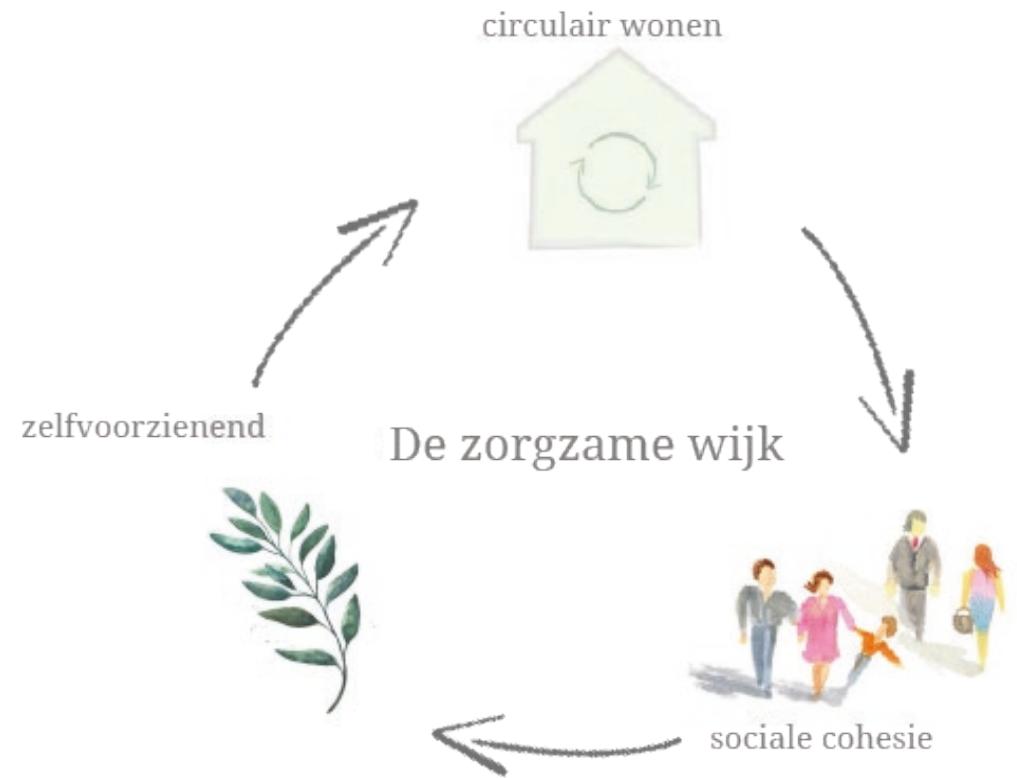 circulair wonen
zelfvoorzienend
De zorgzame wijk
sociale cohesie